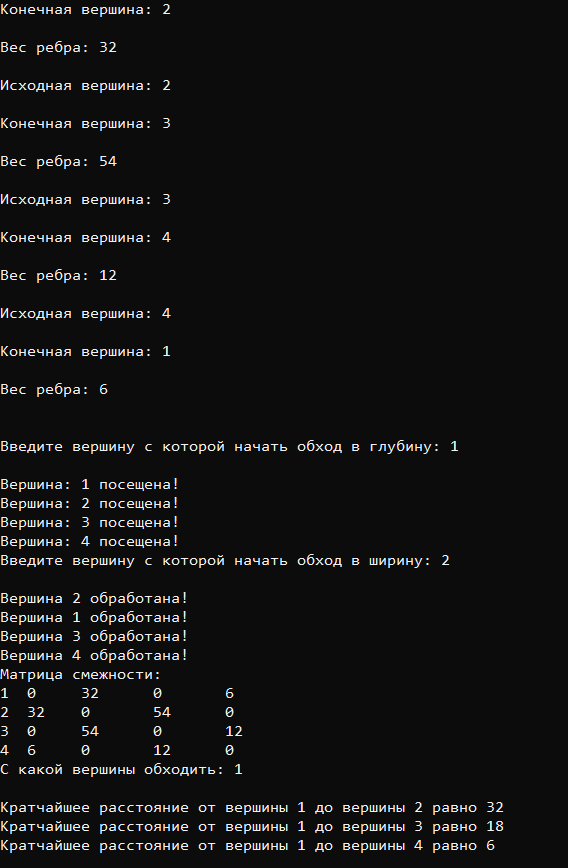 Конечная вершина: 2
Вес ребра: 32
Исходная вершина: 2
Конечная вершина: 3
Вес ребра: 54
Исходная вершина: 3
Конечная вершина: 4
Вес ребра: 12
Исходная вершина: 4
Конечная вершина: 1
Вес ребра: 6
Введите вершину с которой начать обход в глубину: 1
Вершина: 1 посещена!
Вершина: 2 посещена!
Вершина: 3 посещена!
Вершина: 4 посещена!
Введите вершину с которой начать обход в ширину: 2
Вершина 2 обработана!
Вершина 1 обработана!
Вершина 3 обработана!
Вершина 4 обработана!
Матрица смежности:
1 0 32 0 6
2 32 0 54 0
3 0 54 0 12
4 6 0 12 0
С какой вершины обходить: 1
Кратчайшее расстояние от вершины 1 до вершины 2 равно 32
Кратчайшее расстояние от вершины 1 до вершины 3 равно 18
Кратчайшее расстояние от вершины 1 до вершины 4 равно 6